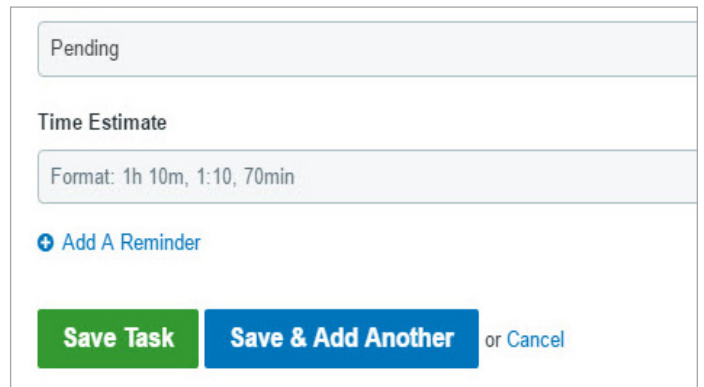 Pending
Time Estimate
Format: 1h 10m, 1:10, 70min
Add A Reminder
Save Task Save & Add Another or Cancel